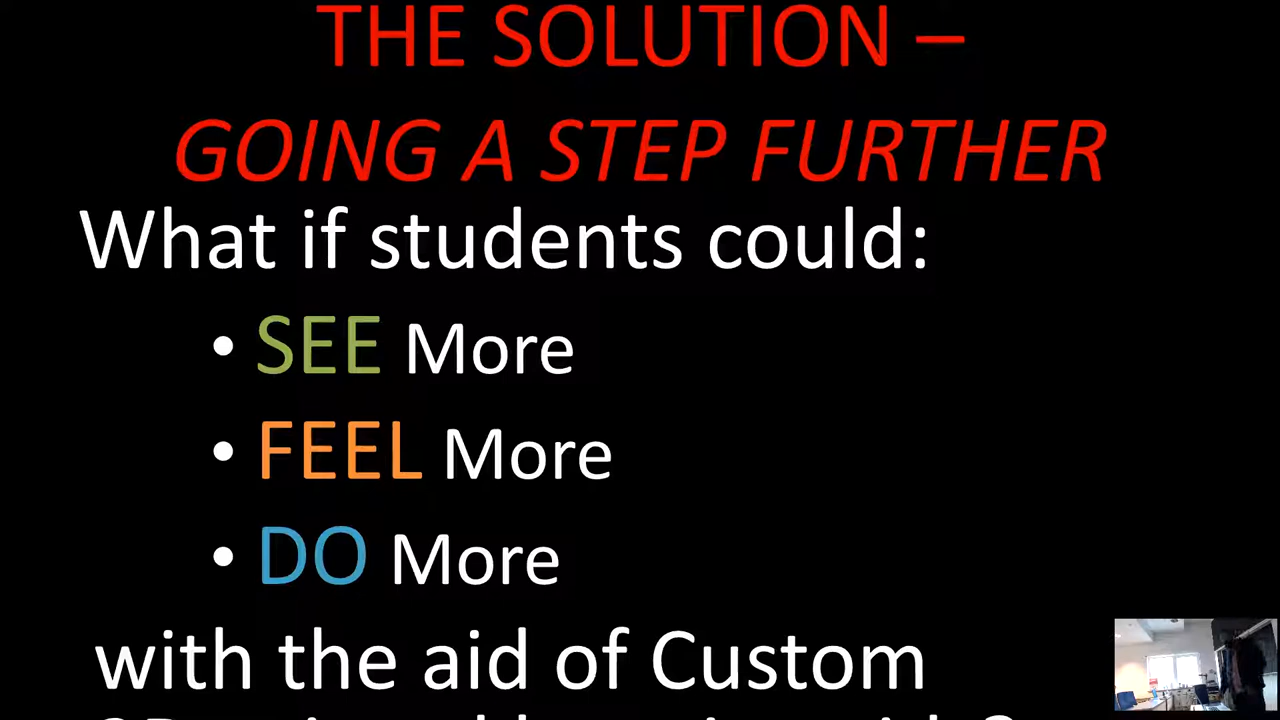 THE SOLUTION –
GOING A STEP FURTHER
What if students could:
• SEE More
• FEEL More
• DO More
with the aid of Custom